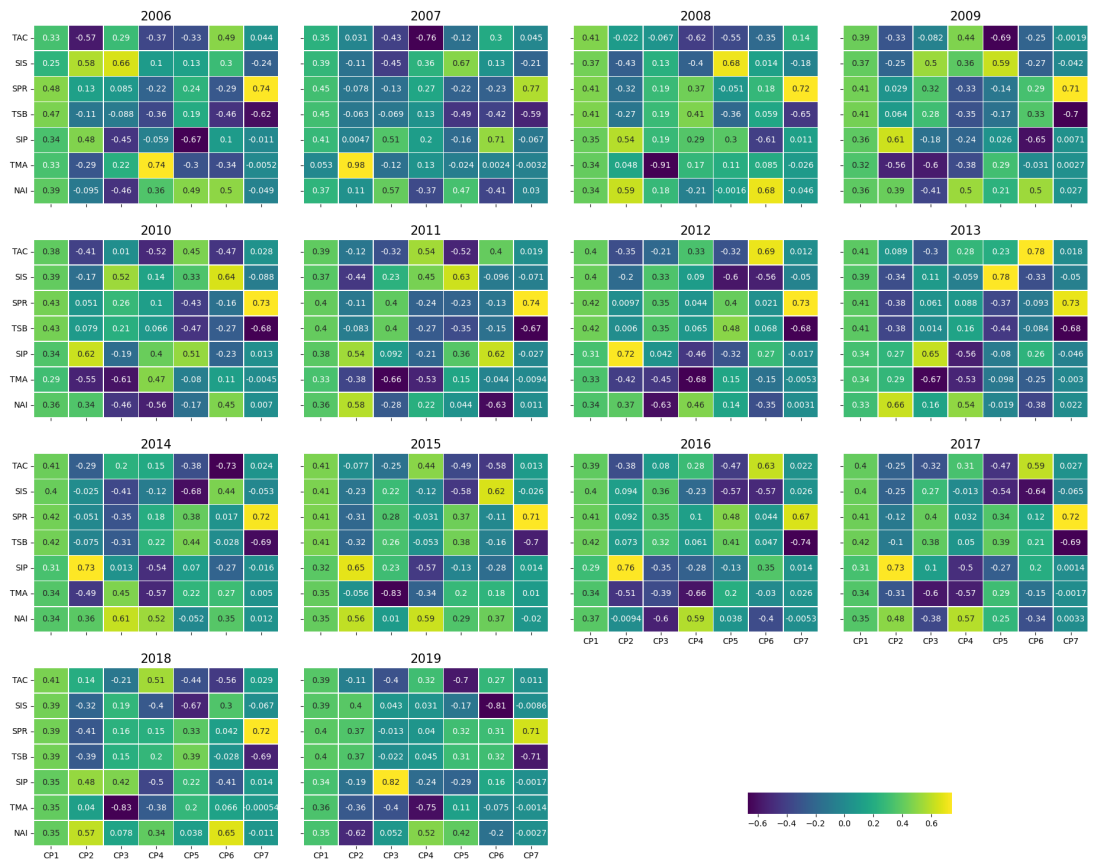 2006 2007 2008 2009
TAC 0.33 -0.57 0.29 -0.37 -0.33 0.49 0.044 0.35 0.031 -0.43 -0.76 -0.12 0.3 0.045 0.41 -0.022 -0.067 -0.62 -0.55 -0.35 0.14 0.39 -0.33 -0.082 0.44 -0.69 -0.25 -0.0019
SIS 0.25 0.58 0.66 0.1 0.13 0.3 -0.24 0.39 -0.11 -0.45 0.36 0.67 0.13 -0.21 0.37 -0.43 0.13 -0.4 0.68 0.014 -0.18 0.37 -0.3 0.5 0.36 0.59 -0.27 -0.042
SPR 0.48 0.13 0.085 -0.22 0.24 -0.29 0.74 0.45 -0.078 -0.13 0.27 -0.22 -0.23 0.77 0.41 -0.32 0.19 0.37 -0.051 0.18 0.72 0.41 0.029 0.32 -0.33 -0.14 0.29 0.71
TSB 0.47 -0.11 -0.088 -0.36 0.19 -0.46 -0.62 0.45 -0.063 -0.069 0.13 -0.49 -0.42 -0.59 0.41 -0.27 0.18 0.41 -0.36 0.06 -0.65 0.41 -0.06 0.28 -0.35 -0.17 0.33 -0.7
SIP 0.34 0.48 -0.45 -0.059 -0.67 0.1 -0.011 0.41 0.0047 0.51 0.2 -0.16 0.71 -0.067 0.35 0.54 0.19 -0.29 0.3 -0.61 0.011 0.36 0.61 -0.18 -0.24 0.026 -0.65 0.0071
TMA 0.33 -0.29 0.22 0.74 -0.3 -0.34 -0.0052 0.053 0.98 -0.12 0.13 -0.024 0.0024 -0.0032 0.34 0.048 -0.91 0.17 0.11 0.085 -0.026 0.32 -0.56 -0.6 -0.38 0.29 -0.031 0.0027
NAI 0.39 -0.095 -0.46 0.36 0.49 0.5 -0.049 0.37 0.11 0.57 -0.37 0.47 -0.41 0.03 0.34 0.59 0.18 -0.21 -0.0016 0.68 -0.046 0.36 0.39 -0.41 0.5 0.21 0.5 0.027
2010 2011 2012 2013
TAC 0.38 -0.41 0.01 -0.52 0.45 -0.47 0.028 0.39 -0.12 -0.32 0.54 -0.52 0.4 0.019 0.4 -0.35 -0.21 0.33 -0.32 0.69 0.012 0.41 0.089 -0.3 0.28 0.23 0.78 0.018
SIS 0.39 -0.17 0.52 0.14 0.33 0.64 -0.088 0.37 -0.44 0.23 0.45 0.63 -0.096 -0.071 0.4 -0.2 0.33 0.09 -0.6 -0.56 -0.05 0.39 -0.34 0.11 -0.059 0.78 -0.33 -0.05
SPR 0.43 0.051 0.26 0.1 -0.43 -0.16 0.73 0.4 -0.11 0.4 -0.24 -0.23 -0.13 0.74 0.42 0.0097 0.35 0.044 0.4 0.021 0.73 0.41 -0.38 0.061 0.088 -0.37 -0.093 0.73
TSB 0.43 0.079 0.21 0.066 -0.47 -0.27 -0.68 0.4 -0.083 0.4 -0.27 -0.35 -0.15 -0.67 0.42 0.006 0.35 0.065 0.48 0.068 -0.68 0.41 -0.38 0.014 0.16 -0.44 -0.084 -0.68
SIP 0.34 0.62 -0.19 0.4 0.51 -0.23 0.013 0.38 0.54 0.092 -0.21 0.36 0.62 -0.027 0.31 0.72 0.042 -0.46 -0.32 0.27 -0.017 0.34 0.27 0.65 -0.56 -0.08 0.26 -0.046
TMA 0.29 -0.55 -0.61 0.47 -0.08 0.11 -0.0045 0.33 -0.38 -0.66 -0.53 0.15 -0.044 -0.0094 0.33 -0.42 -0.45 -0.68 0.15 -0.15 -0.0053 0.34 0.29 -0.67 -0.53 -0.098 -0.25 -0.003
NAI 0.36 0.34 -0.46 -0.56 -0.17 0.45 0.007 0.36 0.58 -0.28 0.22 0.044 -0.63 0.011 0.34 0.37 -0.63 0.46 0.14 -0.35 0.0031 0.33 0.66 0.16 0.54 -0.019 -0.38 0.022
2014 2015 2016 2017
TAC 0.41 -0.29 0.2 0.15 -0.38 -0.73 0.024 0.41 -0.077 -0.25 0.44 -0.49 -0.58 0.013 0.39 -0.38 0.08 0.28 -0.47 0.63 0.022 0.4 -0.25 -0.32 0.31 -0.47 0.59 0.027
SIS 0.4 -0.025 -0.41 -0.12 -0.68 0.44 -0.053 0.41 -0.23 0.22 -0.12 -0.58 0.62 -0.026 0.4 0.094 0.36 -0.23 -0.57 -0.57 0.026 0.4 -0.25 0.27 -0.013 -0.54 -0.64 -0.065
SPR 0.42 -0.051 -0.35 0.18 0.38 0.017 0.72 0.41 -0.31 0.28 -0.031 0.37 -0.11 0.71 0.41 0.092 0.35 0.1 0.48 0.044 0.67 0.41 -0.12 0.4 0.032 0.34 0.12 0.72
TSB 0.42 -0.075 -0.31 0.22 0.44 -0.028 -0.69 0.41 -0.32 0.26 -0.053 0.38 -0.16 -0.7 0.42 0.073 0.32 0.061 0.41 0.047 -0.74 0.42 -0.1 0.38 0.05 0.39 0.21 -0.69
SIP 0.31 0.73 0.013 -0.54 0.07 -0.27 -0.016 0.32 0.65 0.23 -0.57 -0.13 -0.28 0.014 0.29 0.76 -0.35 -0.28 -0.13 0.35 0.014 0.33 0.73 0.1 -0.5 -0.27 0.2 0.0014
TMA 0.34 -0.49 0.45 -0.57 0.22 0.27 0.005 0.35 -0.056 -0.83 -0.34 0.2 0.18 0.01 0.34 -0.51 -0.39 -0.66 0.2 -0.03 0.026 0.34 -0.31 -0.6 -0.57 0.29 -0.15 -0.0017
NAI 0.34 0.36 0.61 0.52 -0.052 0.35 0.012 0.35 0.56 0.01 0.59 0.29 0.37 -0.02 0.37 -0.0094 -0.6 0.59 0.038 -0.4 -0.0053 0.35 0.48 -0.38 0.57 0.25 -0.34 0.0033
CP1 CP2 CP3 CP4 CP5 CP6 CP7 CP1 CP2 CP3 CP4 CP5 CP6 CP7
2018 2019
TAC 0.41 0.14 -0.21 0.51 -0.44 -0.56 0.029 0.39 -0.11 -0.4 0.32 -0.7 0.27 0.011
SIS 0.39 -0.32 0.19 -0.4 -0.67 0.3 -0.067 0.39 0.4 0.043 0.031 -0.17 -0.81 -0.0086
SPR 0.39 -0.41 0.16 0.15 0.33 0.042 0.72 0.4 0.37 -0.013 0.04 0.32 0.31 0.71
TSB 0.39 -0.39 0.15 0.2 0.39 -0.028 -0.69 0.4 0.37 -0.022 0.045 0.31 0.32 -0.71
SIP 0.35 0.48 0.42 -0.5 0.22 -0.41 0.014 0.34 -0.19 0.82 -0.24 -0.29 0.16 -0.0017
TMA 0.35 0.04 -0.83 -0.38 0.2 0.066 -0.00054 0.36 -0.36 -0.4 -0.75 0.11 -0.075 -0.0014
NAI 0.35 0.57 0.078 0.34 0.038 0.65 -0.011 0.35 -0.62 0.052 0.52 0.42 -0.2 -0.0027
CP1 CP2 CP3 CP4 CP5 CP6 CP7 CP1 CP2 CP3 CP4 CP5 CP6 CP7
-0.6 -0.4 -0.2 0.0 0.2 0.4 0.6